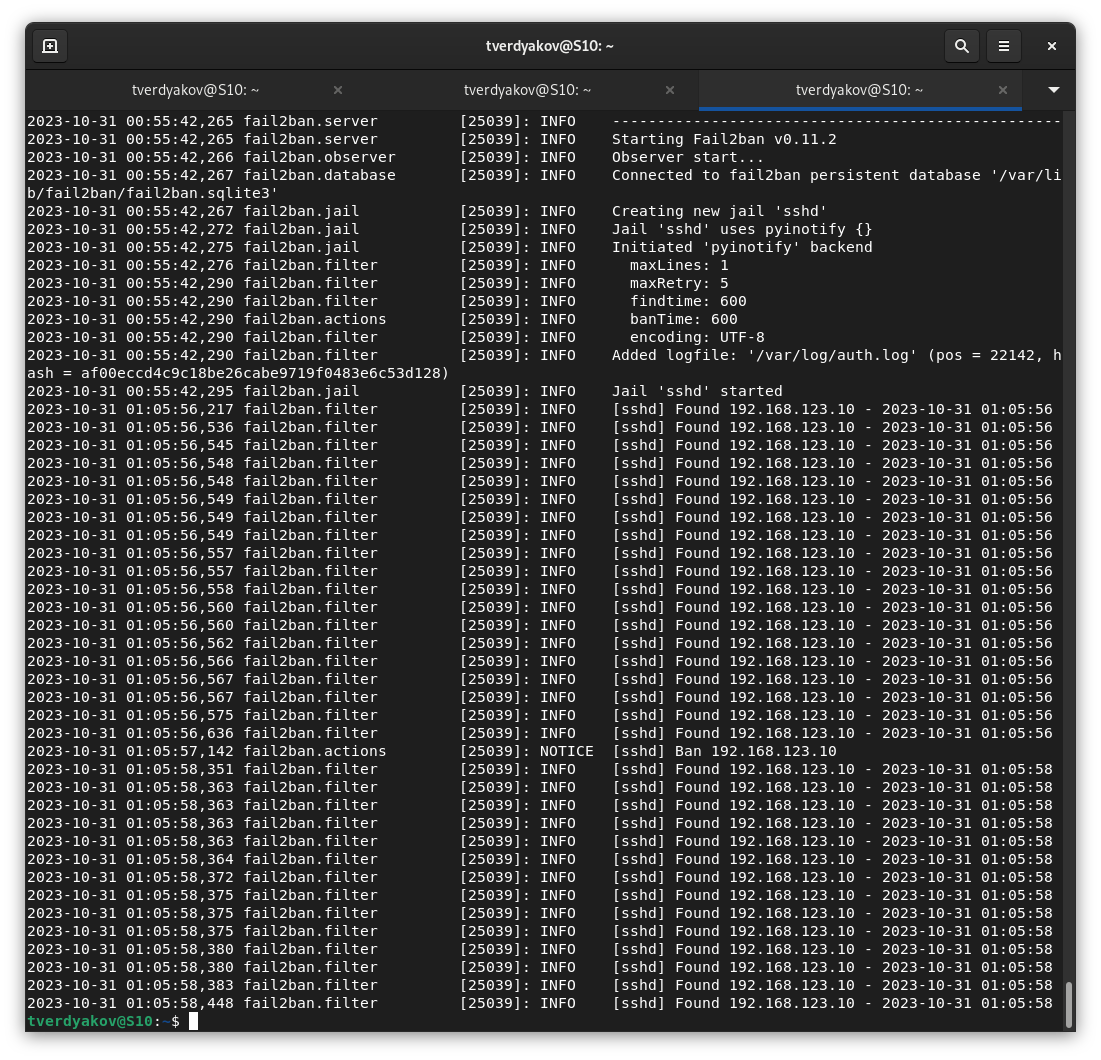 tverdyakov@S10: ~
tverdyakov@S10: ~
tverdyakov@S10: ~
tverdyakov@S10: ~
2023-10-31 00:55:42,265 fail2ban.server         [25039]: INFO    --------------------------------------------------
2023-10-31 00:55:42,265 fail2ban.server         [25039]: INFO    Starting Fail2ban v0.11.2
2023-10-31 00:55:42,266 fail2ban.observer       [25039]: INFO    Observer start...
2023-10-31 00:55:42,267 fail2ban.database       [25039]: INFO    Connected to fail2ban persistent database '/var/li
b/fail2ban/fail2ban.sqlite3'
2023-10-31 00:55:42,267 fail2ban.jail           [25039]: INFO    Creating new jail 'sshd'
2023-10-31 00:55:42,272 fail2ban.jail           [25039]: INFO    Jail 'sshd' uses pyinotify {}
2023-10-31 00:55:42,275 fail2ban.jail           [25039]: INFO    Initiated 'pyinotify' backend
2023-10-31 00:55:42,276 fail2ban.filter         [25039]: INFO      maxLines: 1
2023-10-31 00:55:42,290 fail2ban.filter         [25039]: INFO      maxRetry: 5
2023-10-31 00:55:42,290 fail2ban.filter         [25039]: INFO      findtime: 600
2023-10-31 00:55:42,290 fail2ban.actions        [25039]: INFO      banTime: 600
2023-10-31 00:55:42,290 fail2ban.filter         [25039]: INFO      encoding: UTF-8
2023-10-31 00:55:42,290 fail2ban.filter         [25039]: INFO    Added logfile: '/var/log/auth.log' (pos = 22142, h
ash = af00eccd4c9c18be26cabe9719f0483e6c53d128)
2023-10-31 00:55:42,295 fail2ban.jail           [25039]: INFO    Jail 'sshd' started
2023-10-31 01:05:56,217 fail2ban.filter         [25039]: INFO    [sshd] Found 192.168.123.10 - 2023-10-31 01:05:56
2023-10-31 01:05:56,536 fail2ban.filter         [25039]: INFO    [sshd] Found 192.168.123.10 - 2023-10-31 01:05:56
2023-10-31 01:05:56,545 fail2ban.filter         [25039]: INFO    [sshd] Found 192.168.123.10 - 2023-10-31 01:05:56
2023-10-31 01:05:56,548 fail2ban.filter         [25039]: INFO    [sshd] Found 192.168.123.10 - 2023-10-31 01:05:56
2023-10-31 01:05:56,548 fail2ban.filter         [25039]: INFO    [sshd] Found 192.168.123.10 - 2023-10-31 01:05:56
2023-10-31 01:05:56,549 fail2ban.filter         [25039]: INFO    [sshd] Found 192.168.123.10 - 2023-10-31 01:05:56
2023-10-31 01:05:56,549 fail2ban.filter         [25039]: INFO    [sshd] Found 192.168.123.10 - 2023-10-31 01:05:56
2023-10-31 01:05:56,549 fail2ban.filter         [25039]: INFO    [sshd] Found 192.168.123.10 - 2023-10-31 01:05:56
2023-10-31 01:05:56,557 fail2ban.filter         [25039]: INFO    [sshd] Found 192.168.123.10 - 2023-10-31 01:05:56
2023-10-31 01:05:56,557 fail2ban.filter         [25039]: INFO    [sshd] Found 192.168.123.10 - 2023-10-31 01:05:56
2023-10-31 01:05:56,558 fail2ban.filter         [25039]: INFO    [sshd] Found 192.168.123.10 - 2023-10-31 01:05:56
2023-10-31 01:05:56,560 fail2ban.filter         [25039]: INFO    [sshd] Found 192.168.123.10 - 2023-10-31 01:05:56
2023-10-31 01:05:56,560 fail2ban.filter         [25039]: INFO    [sshd] Found 192.168.123.10 - 2023-10-31 01:05:56
2023-10-31 01:05:56,562 fail2ban.filter         [25039]: INFO    [sshd] Found 192.168.123.10 - 2023-10-31 01:05:56
2023-10-31 01:05:56,566 fail2ban.filter         [25039]: INFO    [sshd] Found 192.168.123.10 - 2023-10-31 01:05:56
2023-10-31 01:05:56,567 fail2ban.filter         [25039]: INFO    [sshd] Found 192.168.123.10 - 2023-10-31 01:05:56
2023-10-31 01:05:56,567 fail2ban.filter         [25039]: INFO    [sshd] Found 192.168.123.10 - 2023-10-31 01:05:56
2023-10-31 01:05:56,575 fail2ban.filter         [25039]: INFO    [sshd] Found 192.168.123.10 - 2023-10-31 01:05:56
2023-10-31 01:05:56,636 fail2ban.filter         [25039]: INFO    [sshd] Found 192.168.123.10 - 2023-10-31 01:05:56
2023-10-31 01:05:57,142 fail2ban.actions        [25039]: NOTICE  [sshd] Ban 192.168.123.10
2023-10-31 01:05:58,351 fail2ban.filter         [25039]: INFO    [sshd] Found 192.168.123.10 - 2023-10-31 01:05:58
2023-10-31 01:05:58,363 fail2ban.filter         [25039]: INFO    [sshd] Found 192.168.123.10 - 2023-10-31 01:05:58
2023-10-31 01:05:58,363 fail2ban.filter         [25039]: INFO    [sshd] Found 192.168.123.10 - 2023-10-31 01:05:58
2023-10-31 01:05:58,363 fail2ban.filter         [25039]: INFO    [sshd] Found 192.168.123.10 - 2023-10-31 01:05:58
2023-10-31 01:05:58,363 fail2ban.filter         [25039]: INFO    [sshd] Found 192.168.123.10 - 2023-10-31 01:05:58
2023-10-31 01:05:58,364 fail2ban.filter         [25039]: INFO    [sshd] Found 192.168.123.10 - 2023-10-31 01:05:58
2023-10-31 01:05:58,372 fail2ban.filter         [25039]: INFO    [sshd] Found 192.168.123.10 - 2023-10-31 01:05:58
2023-10-31 01:05:58,375 fail2ban.filter         [25039]: INFO    [sshd] Found 192.168.123.10 - 2023-10-31 01:05:58
2023-10-31 01:05:58,375 fail2ban.filter         [25039]: INFO    [sshd] Found 192.168.123.10 - 2023-10-31 01:05:58
2023-10-31 01:05:58,375 fail2ban.filter         [25039]: INFO    [sshd] Found 192.168.123.10 - 2023-10-31 01:05:58
2023-10-31 01:05:58,380 fail2ban.filter         [25039]: INFO    [sshd] Found 192.168.123.10 - 2023-10-31 01:05:58
2023-10-31 01:05:58,380 fail2ban.filter         [25039]: INFO    [sshd] Found 192.168.123.10 - 2023-10-31 01:05:58
2023-10-31 01:05:58,383 fail2ban.filter         [25039]: INFO    [sshd] Found 192.168.123.10 - 2023-10-31 01:05:58
2023-10-31 01:05:58,448 fail2ban.filter         [25039]: INFO    [sshd] Found 192.168.123.10 - 2023-10-31 01:05:58
tverdyakov@S10:~$